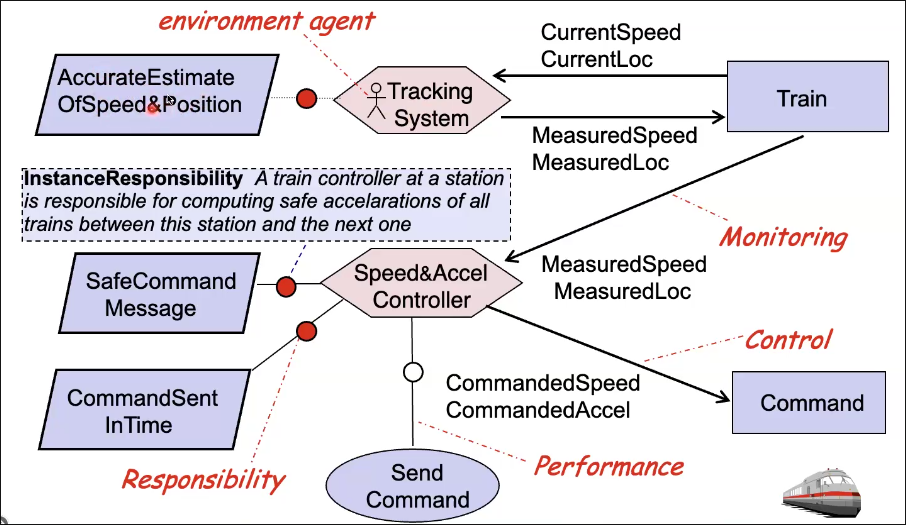 environment agent
CurrentSpeed
CurrentLoc
AccurateEstimate
OfSpeed&Position
Tracking
System
Train
MeasuredSpeed
MeasuredLoc
InstanceResponsibility A train controller at a station
is responsible for computing safe accelarations of all
trains between this station and the next one
Monitoring
SafeCommand
Message
Speed&Accel
Controller
MeasuredSpeed
MeasuredLoc
Control
CommandSent
InTime
CommandedSpeed
CommandedAccel
Command
Responsibility
Performance
Send
Command